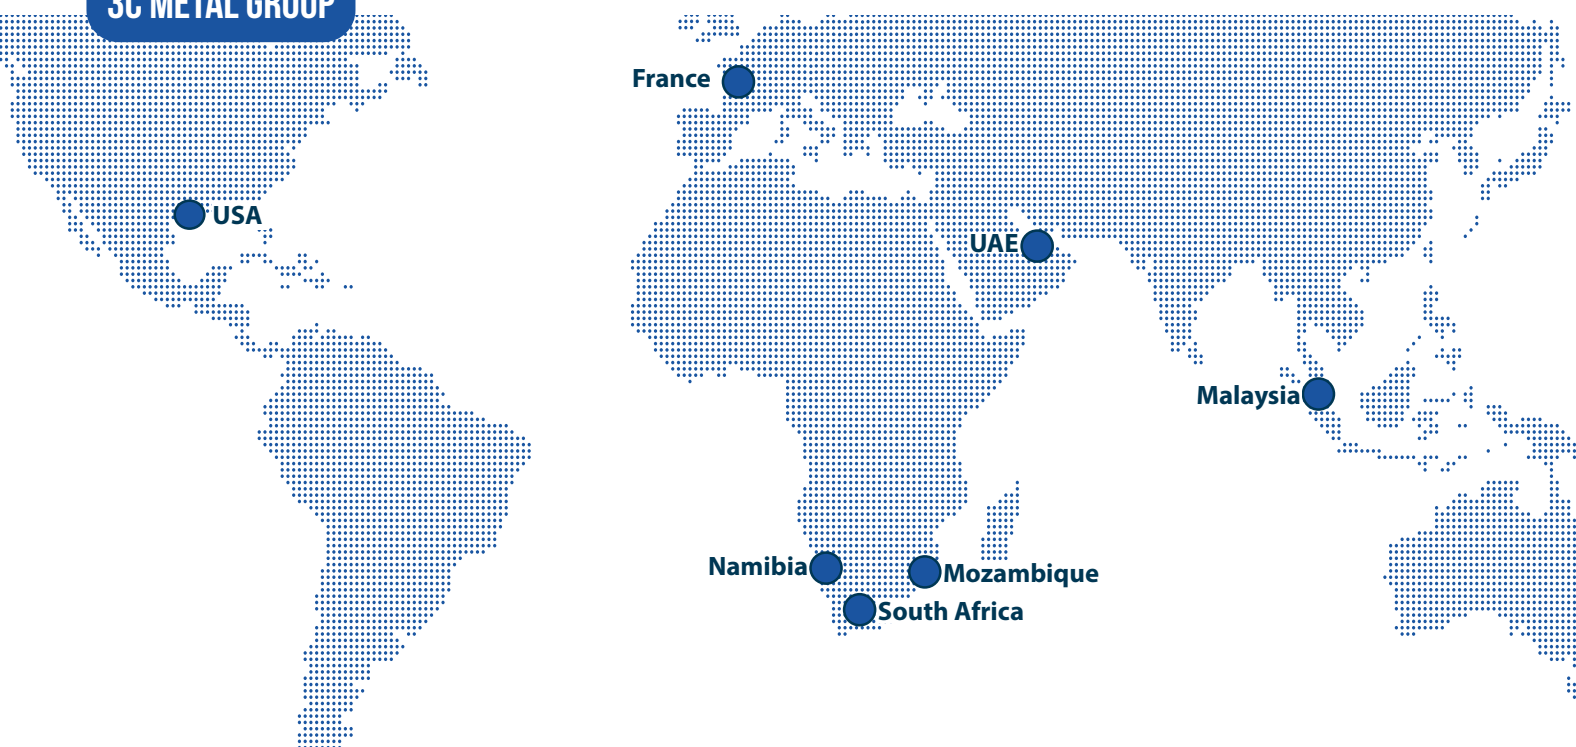 3C METAL GROUP
France
USA
UAE
Malaysia
Namibia
Mozambique
South Africa